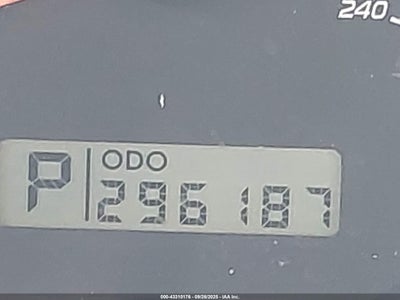 240
P ODO
296187
000-43310176 - 09/29/2025 - IAA Inc.